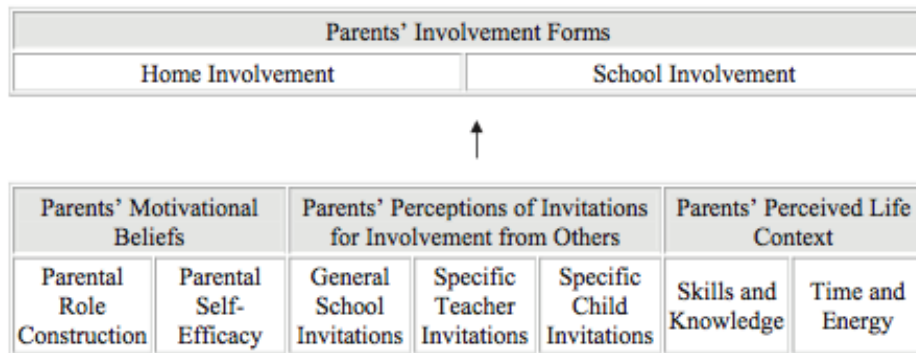 Parents' Involvement Forms
Home Involvement
School Involvement
Parents' Motivational
Beliefs
Parents' Perceptions of Invitations
for Involvement from Others
Parents' Perceived Life
Context
Parental
Role
Construction
Parental
Self-
Efficacy
General
School
Invitations
Specific
Teacher
Invitations
Specific
Child
Invitations
Skills and
Knowledge
Time and
Energy